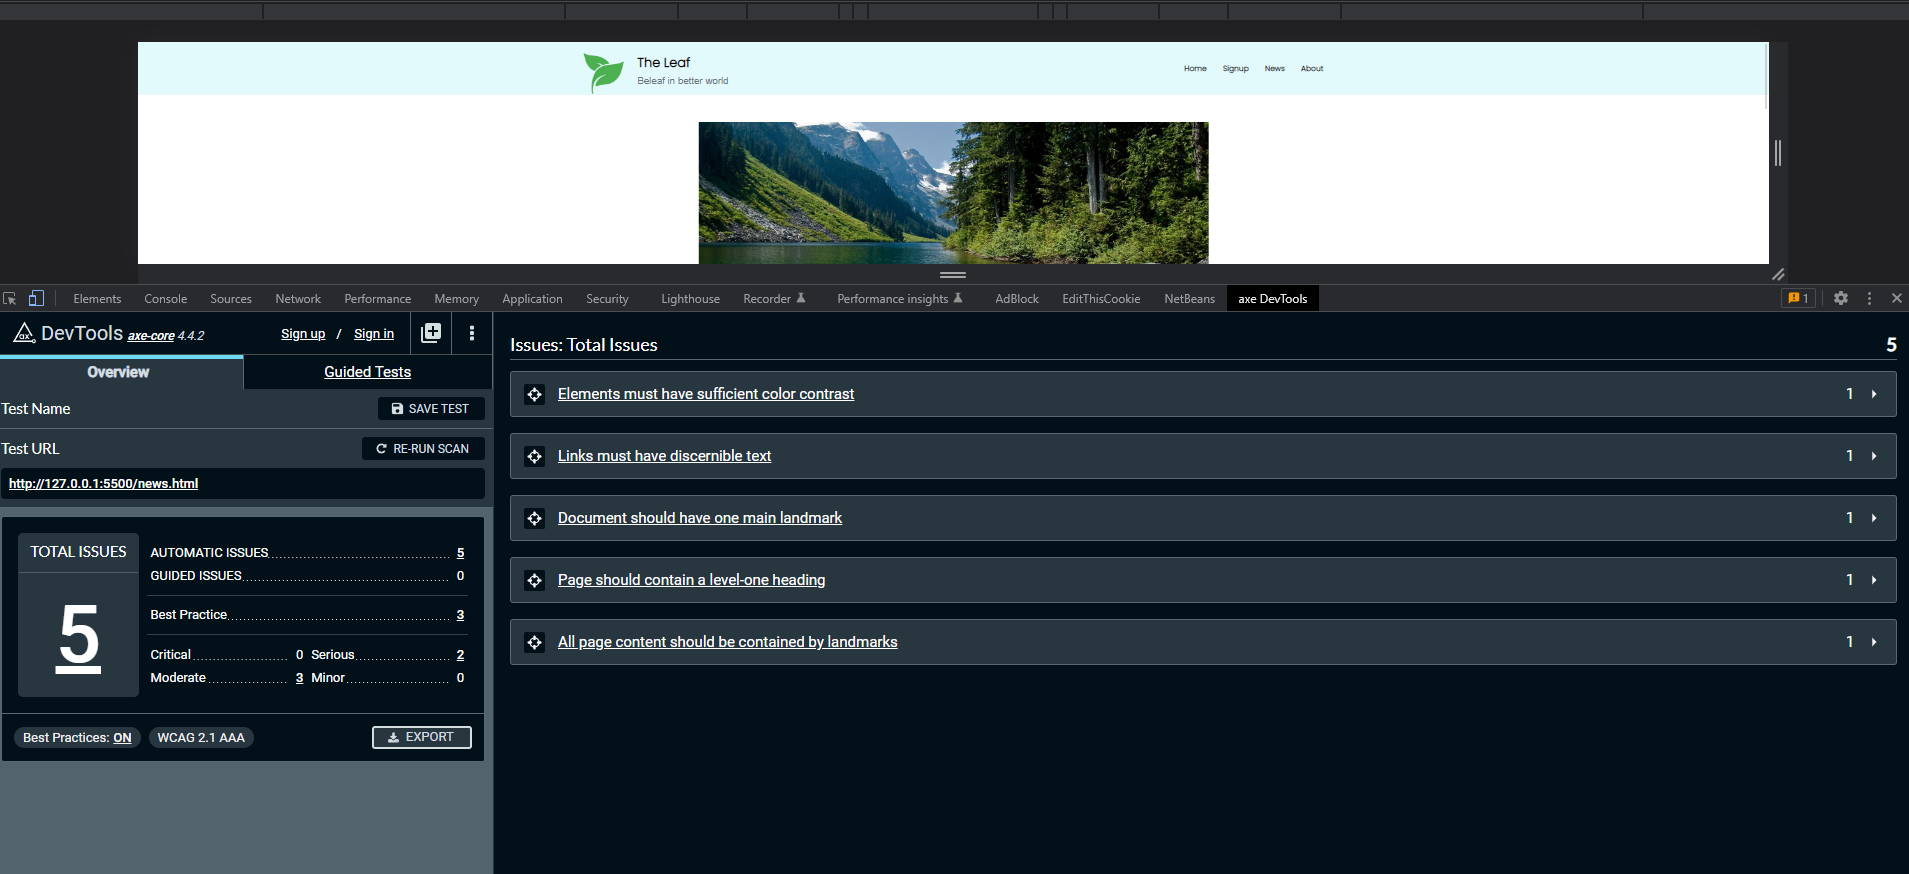 The Leaf
Beleaf in better world
Home Signup News About
Elements Console Sources Network Performance Memory Application Security Lighthouse Recorder Performance insights AdBlock EditThisCookie NetBeans axe DevTools 1
ax DevTools axe-core 4.4.2 Sign up / Sign in
Overview Guided Tests
Test Name SAVE TEST
Test URL RE-RUN SCAN
http://127.0.0.1:5500/news.html
TOTAL ISSUES
5
AUTOMATIC ISSUES 5
GUIDED ISSUES 0
Best Practice 3
Critical 0 Serious 2
Moderate 3 Minor 0
Best Practices: ON WCAG 2.1 AAA EXPORT
Issues: Total Issues 5
Elements must have sufficient color contrast 1
Links must have discernible text 1
Document should have one main landmark 1
Page should contain a level-one heading 1
All page content should be contained by landmarks 1